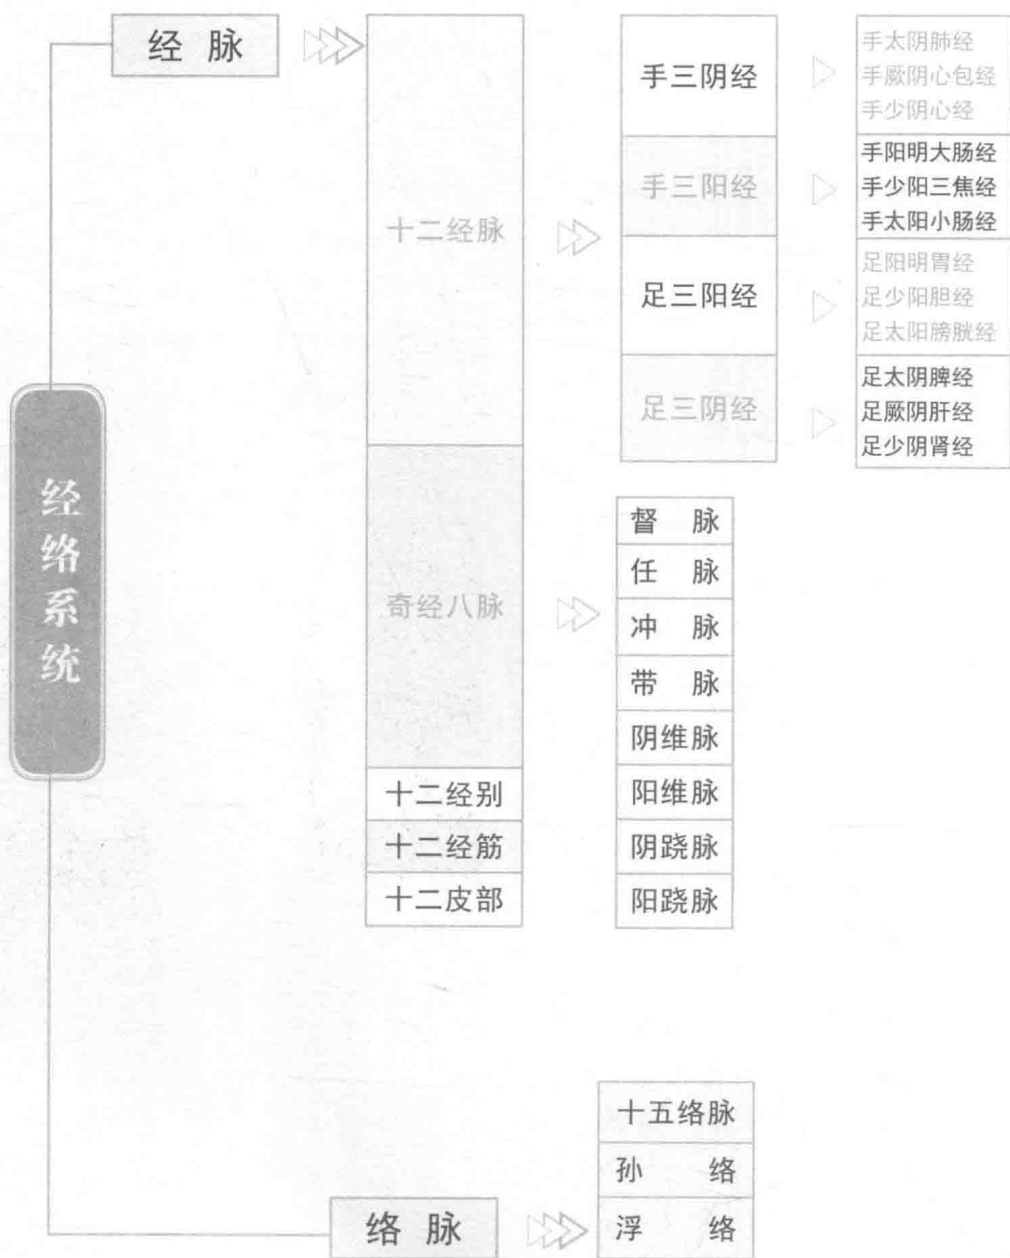 经络系统
经脉
十二经脉
手三阴经
手太阴肺经
手厥阴心包经
手少阴心经
手三阳经
手阳明大肠经
手少阳三焦经
手太阳小肠经
足三阳经
足阳明胃经
足少阳胆经
足太阳膀胱经
足三阴经
足太阴脾经
足厥阴肝经
足少阴肾经
奇经八脉
督脉
任脉
冲脉
带脉
阴维脉
阳维脉
阴跷脉
阳跷脉
十二经别
十二经筋
十二皮部
络脉
十五络脉
孙络
浮络